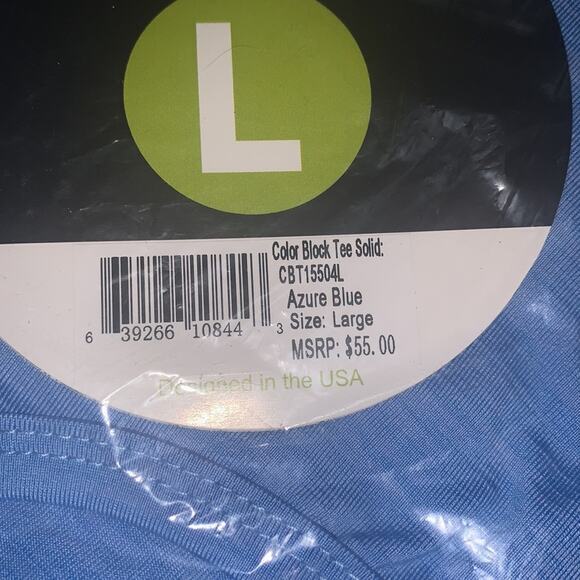 L
Color Block Tee Solid:
CBT15504L
Azure Blue
Size: Large
MSRP: $55.00
6 39266 10844 3
Designed in the USA